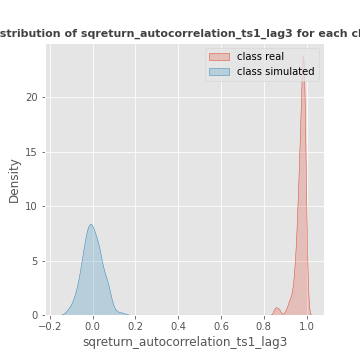 stribution of sqreturn_autocorrelation_ts1_lag3 for each cl
class real
class simulated
Density
20
15
10
5
0
−0.2 0.0 0.2 0.4 0.6 0.8 1.0
sqreturn_autocorrelation_ts1_lag3